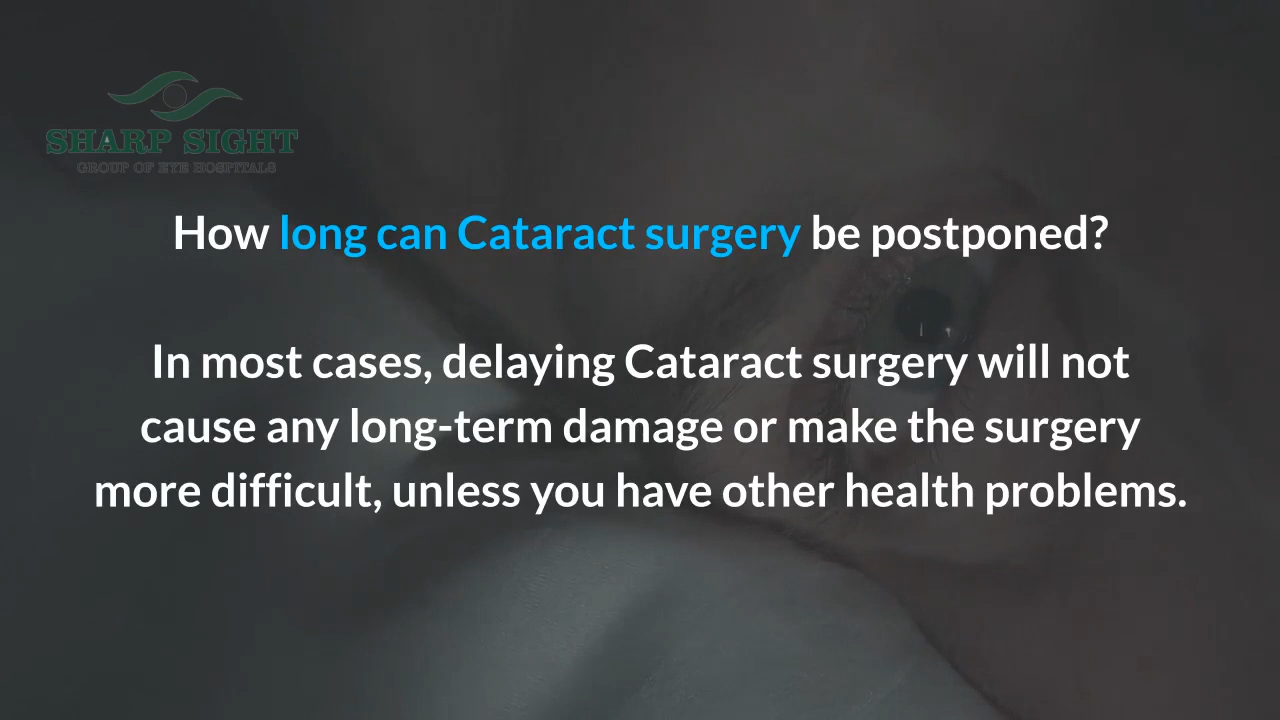 SHARP SIGHT
GROUP OF EYE HOSPITALS
How long can Cataract surgery be postponed?
In most cases, delaying Cataract surgery will not
cause any long-term damage or make the surgery
more difficult, unless you have other health problems.